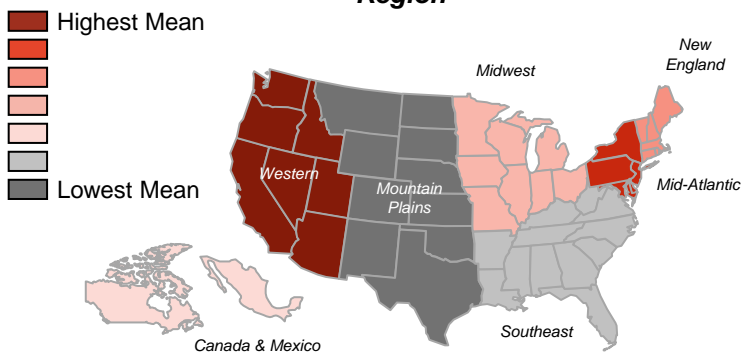 Region
Highest Mean
New
England
Midwest
Western
Mountain
Plains
Lowest Mean
Mid-Atlantic
Southeast
Canada & Mexico